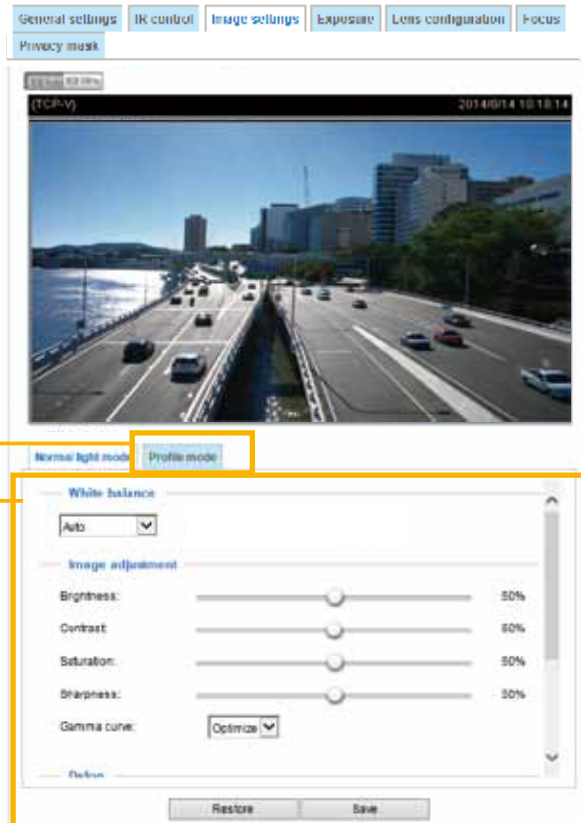 General settings IR control Image settings Exposure Lens configuration Focus
Privacy mask
(TCP-V) 2014/6/14 10:18:14
Normal light mode Profile mode
White balance
Auto
Image adjustment
Brightness: 50%
Contrast: 50%
Saturation: 50%
Sharpness: 50%
Gamma curve: Optimize
Restore Save